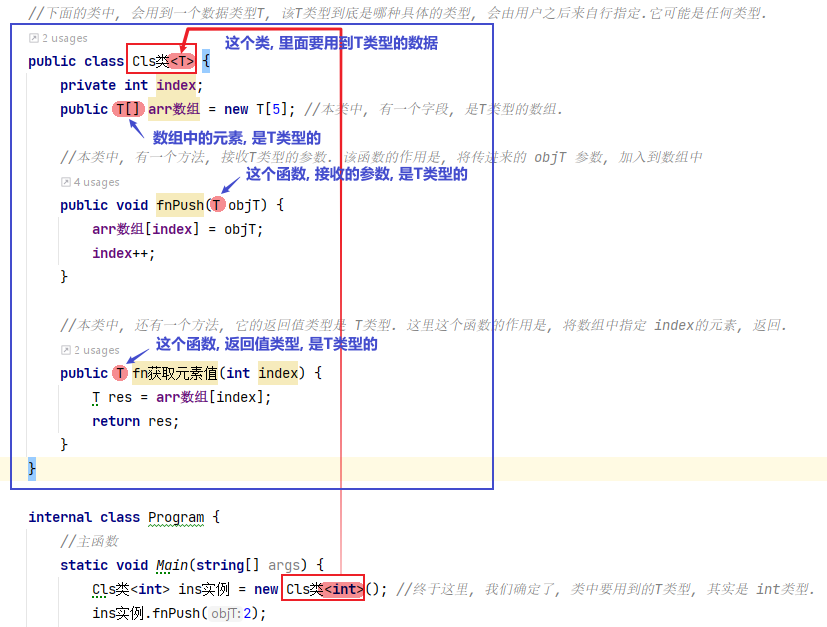 //下面的类中, 会用到一个数据类型T, 该T类型到底是哪种具体的类型, 会由用户之后来自行指定.它可能是任何类型.
2 usages
这个类, 里面要用到T类型的数据
public class Cls类<T> {
private int index;
public T[] arr数组 = new T[5]; //本类中, 有一个字段, 是T类型的数组.
数组中的元素, 是T类型的
//本类中, 有一个方法, 接收T类型的参数. 该函数的作用是, 将传进来的 objT 参数, 加入到数组中
4 usages
这个函数, 接收的参数, 是T类型的
public void fnPush(T objT) {
arr数组[index] = objT;
index++;
}
//本类中, 还有一个方法, 它的返回值类型是 T类型. 这里这个函数的作用是, 将数组中指定 index的元素, 返回.
2 usages
这个函数, 返回值类型, 是T类型的
public T fn获取元素值(int index) {
T res = arr数组[index];
return res;
}
}
internal class Program {
//主函数
static void Main(string[] args) {
Cls类<int> ins实例 = new Cls类<int>(); //终于这里, 我们确定了, 类中要用到的T类型, 其实是 int类型.
ins实例.fnPush( objT: 2);